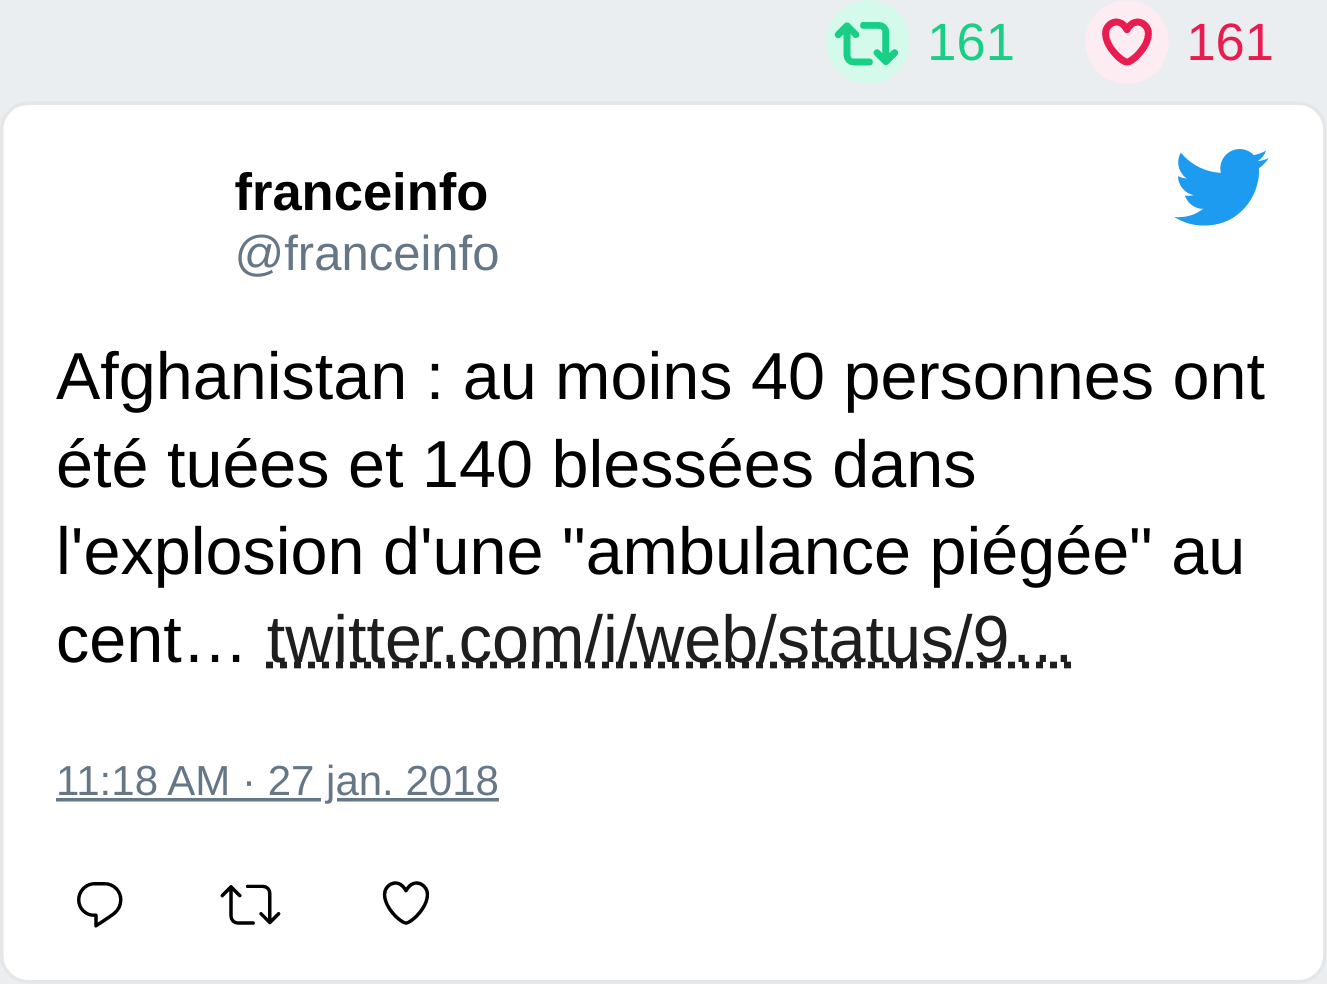 161 161
franceinfo
@franceinfo
Afghanistan : au moins 40 personnes ont
été tuées et 140 blessées dans
l'explosion d'une "ambulance piégée" au
cent… twitter.com/i/web/status/9…
11:18 AM · 27 jan. 2018